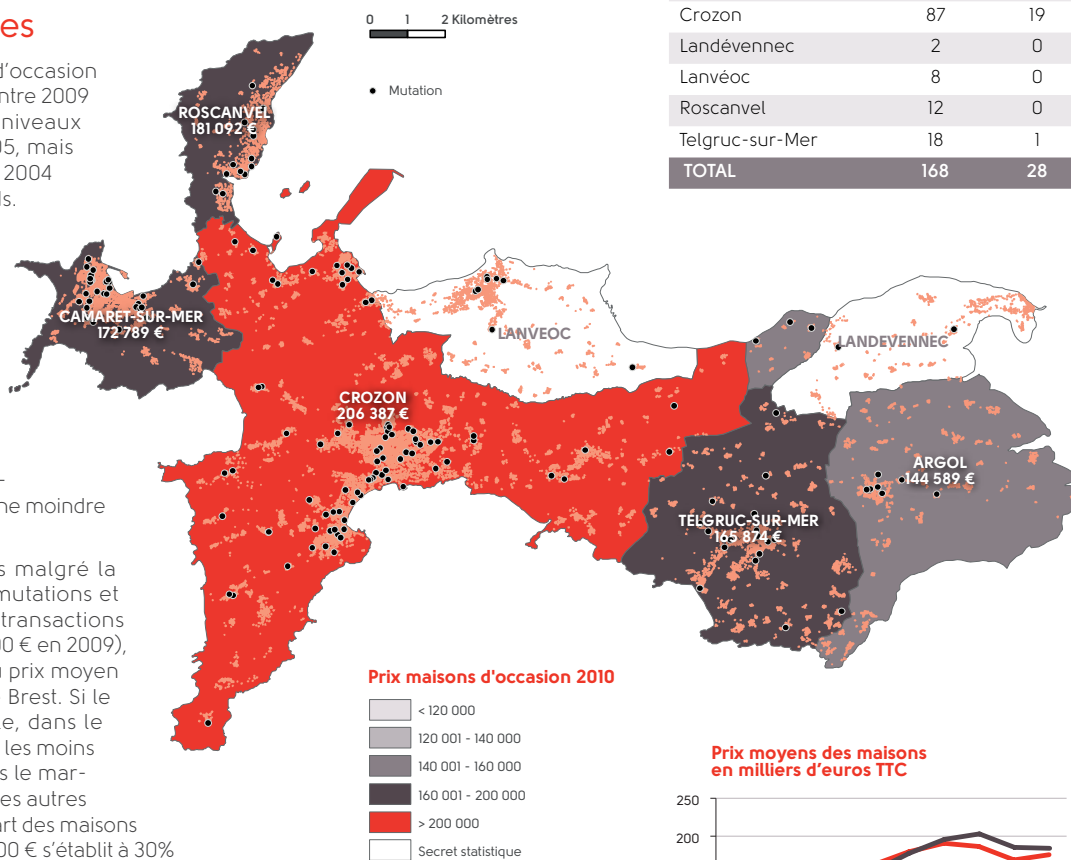 es
d'occasion
ntre 2009
niveaux
05, mais
2004
ds.
ne moindre
s malgré la
mutations et
transactions
00 € en 2009),
u prix moyen
Brest. Si le
le, dans le
les moins
s le mar-
es autres
art des maisons
00 € s'établit à 30%
0 1 2 Kilomètres
Mutation
Crozon 87 19
Landévennec 2 0
Lanvéoc 8 0
Roscanvel 12 0
Telgruc-sur-Mer 18 1
TOTAL 168 28
ROSCANVEL
181 092 €
CAMARET-SUR-MER
172 789 €
LANVEOC
LANDEVENNEC
CROZON
206 387 €
ARGOL
144 589 €
TELGRUC-SUR-MER
165 874 €
Prix maisons d'occasion 2010
< 120 000
120 001 - 140 000
140 001 - 160 000
160 001 - 200 000
> 200 000
Secret statistique
Prix moyens des maisons
en milliers d'euros TTC
250
200